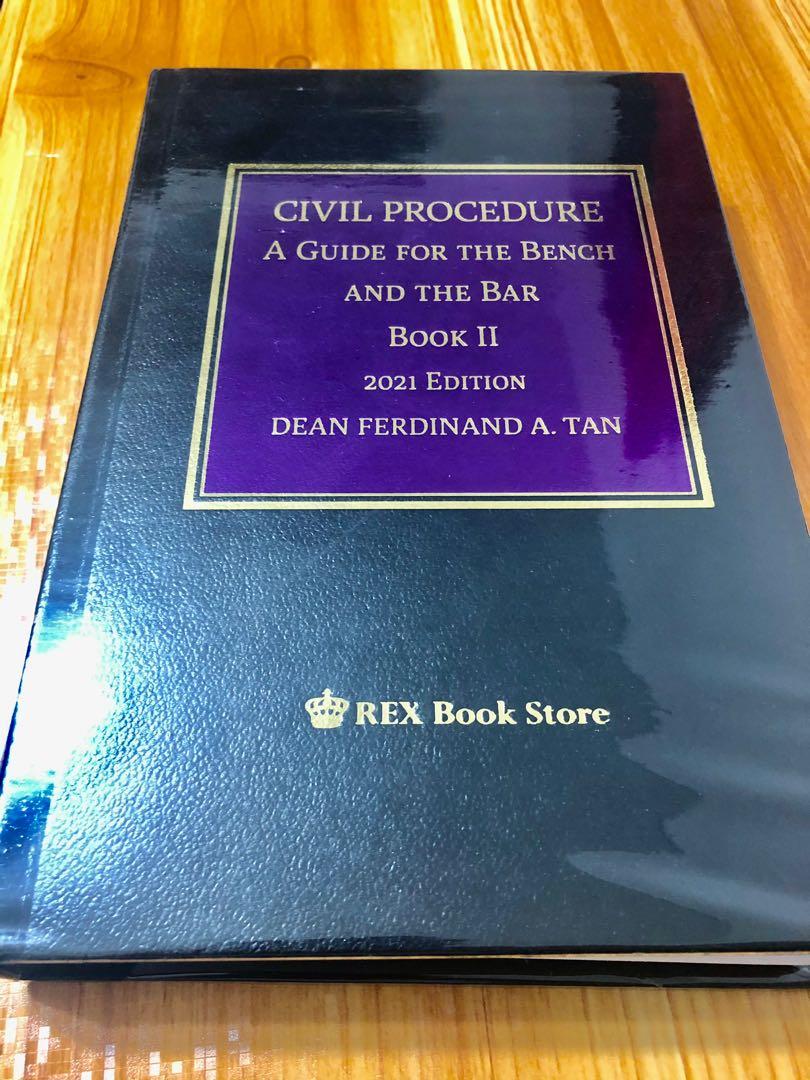 CIVIL PROCEDURE
A GUIDE FOR THE BENCH
AND THE BAR
BOOK II
2021 EDITION
DEAN FERDINAND A. TAN
REX Book Store